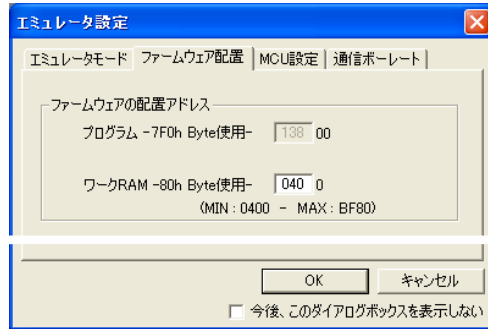 エミュレータ設定
エミュレータモード ファームウェア配置 MCU設定 通信ボーレート
ファームウェアの配置アドレス
プログラム -7F0h Byte使用- 138 00
ワークRAM -80h Byte使用- 040 0
(MIN : 0400 - MAX : BF80)
OK キャンセル
今後、このダイアログボックスを表示しない